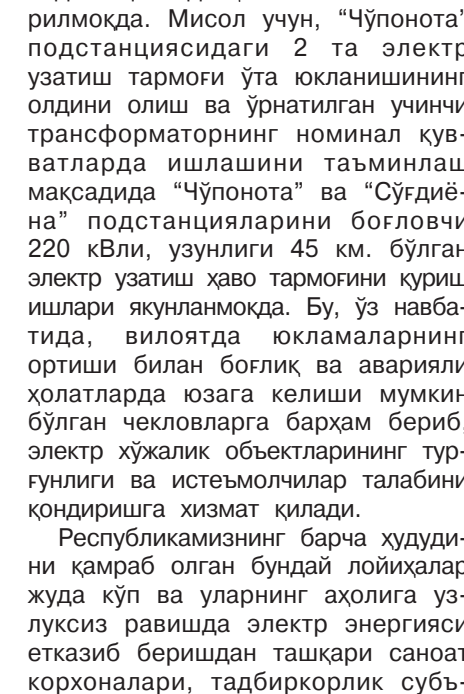 рилмоқда. Мисол учун, “Чўпонота”
подстанциясидаги 2 та электр
узатиш тармоғи ўта юкланишининг
олдини олиш ва ўрнатилган учинчи
трансформаторнинг номинал қув-
ватларда ишлашини таъминлаш
мақсадида “Чўпонота” ва “Сўғдиё-
на” подстанцияларини боғловчи
220 кВли, узунлиги 45 км. бўлган
электр узатиш ҳаво тармоғини қуриш
ишлари якунланмоқда. Бу, ўз навба-
тида, вилоятда юкламаларнинг
ортиши билан боғлиқ ва аварияли
ҳолатларда юзага келиши мумкин
бўлган чекловларга барҳам бериб,
электр хўжалик объектларининг тур-
ғунлиги ва истеъмолчилар талабини
қондиришга хизмат қилади.
Республикамизнинг барча ҳудуди-
ни қамраб олган бундай лойиҳалар
жуда кўп ва уларнинг аҳолига уз-
луксиз равишда электр энергияси
етказиб беришдан ташқари саноат
корхоналари, тадбиркорлик субъ-